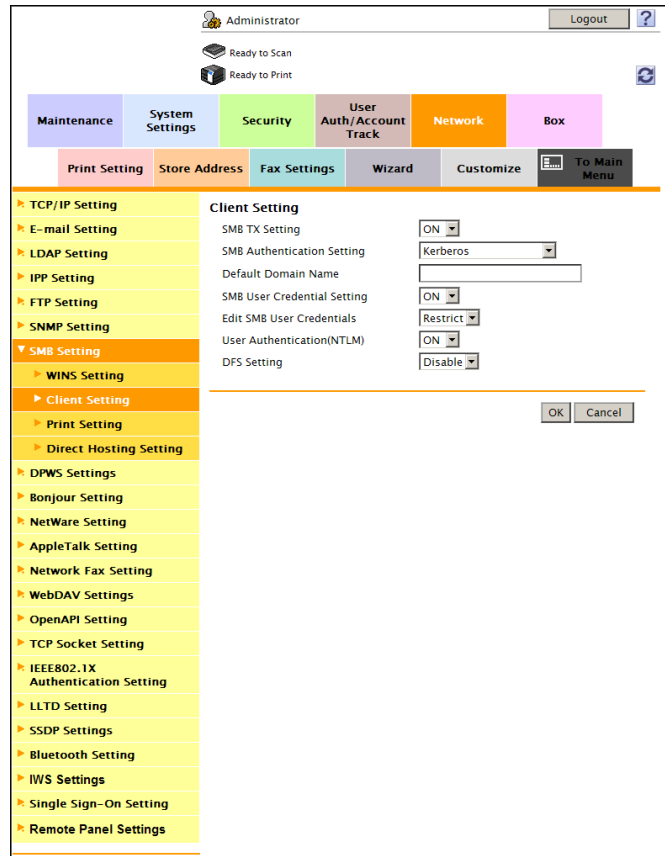 Administrator
Logout
?
Ready to Scan
Ready to Print
Maintenance
System
Settings
Security
User
Auth/Account
Track
Network
Box
Print Setting
Store Address
Fax Settings
Wizard
Customize
To Main
Menu
TCP/IP Setting
E-mail Setting
LDAP Setting
IPP Setting
FTP Setting
SNMP Setting
SMB Setting
WINS Setting
Client Setting
Print Setting
Direct Hosting Setting
DPWS Settings
Bonjour Setting
NetWare Setting
AppleTalk Setting
Network Fax Setting
WebDAV Settings
OpenAPI Setting
TCP Socket Setting
IEEE802.1X
Authentication Setting
LLTD Setting
SSDP Settings
Bluetooth Setting
IWS Settings
Single Sign-On Setting
Remote Panel Settings
Client Setting
SMB TX Setting ON
SMB Authentication Setting Kerberos
Default Domain Name
SMB User Credential Setting ON
Edit SMB User Credentials Restrict
User Authentication(NTLM) ON
DFS Setting Disable
OK Cancel